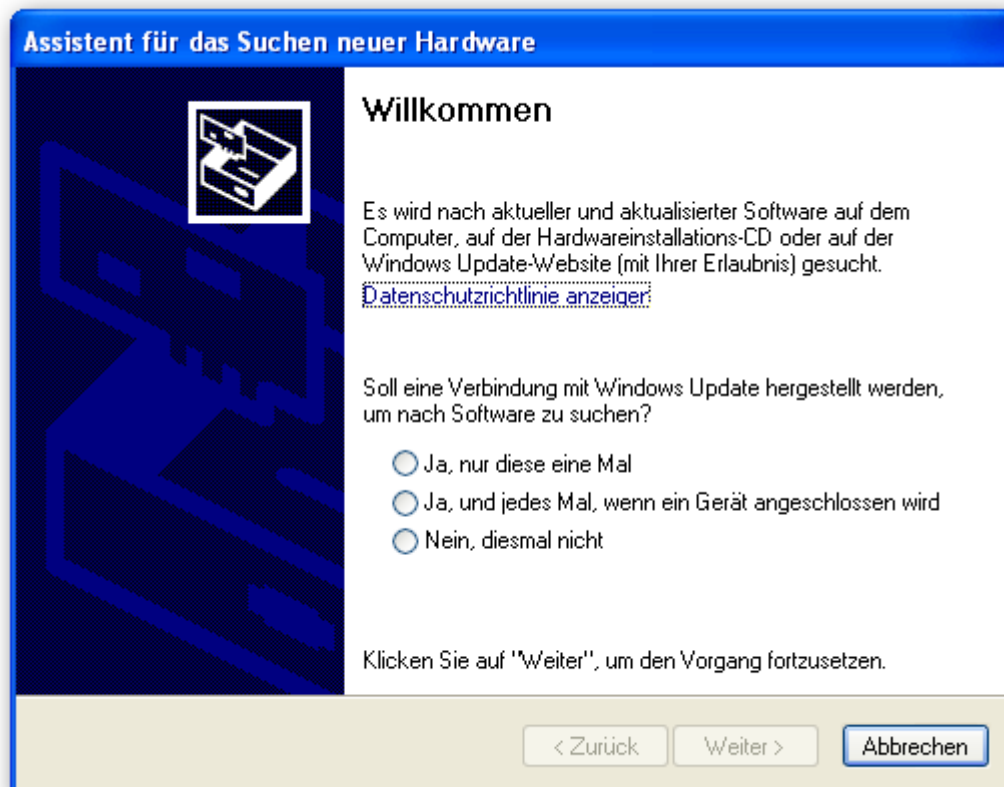 Assistent für das Suchen neuer Hardware
Willkommen
Es wird nach aktueller und aktualisierter Software auf dem
Computer, auf der Hardwareinstallations-CD oder auf der
Windows Update-Website (mit Ihrer Erlaubnis) gesucht.
Datenschutzrichtlinie anzeiger
Soll eine Verbindung mit Windows Update hergestellt werden,
um nach Software zu suchen?
Ja, nur diese eine Mal
Ja, und jedes Mal, wenn ein Gerät angeschlossen wird
Nein, diesmal nicht
Klicken Sie auf "Weiter", um den Vorgang fortzusetzen.
< Zurück Weiter > Abbrechen